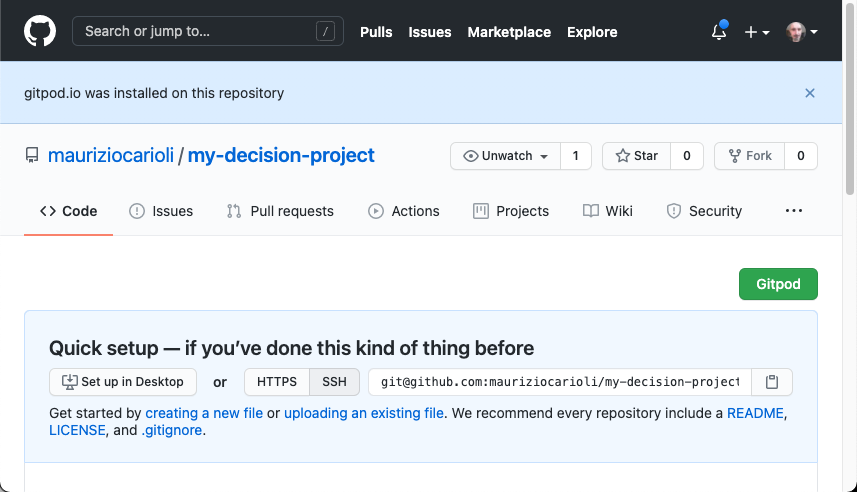 Search or jump to... / Pulls Issues Marketplace Explore
gitpod.io was installed on this repository
mauriziocarioli / my-decision-project Unwatch 1 Star 0 Fork 0
Code Issues Pull requests Actions Projects Wiki Security ...
Gitpod
Quick setup — if you’ve done this kind of thing before
Set up in Desktop or HTTPS SSH git@github.com:mauriziocarioli/my-decision-project
Get started by creating a new file or uploading an existing file. We recommend every repository include a README,
LICENSE, and .gitignore.